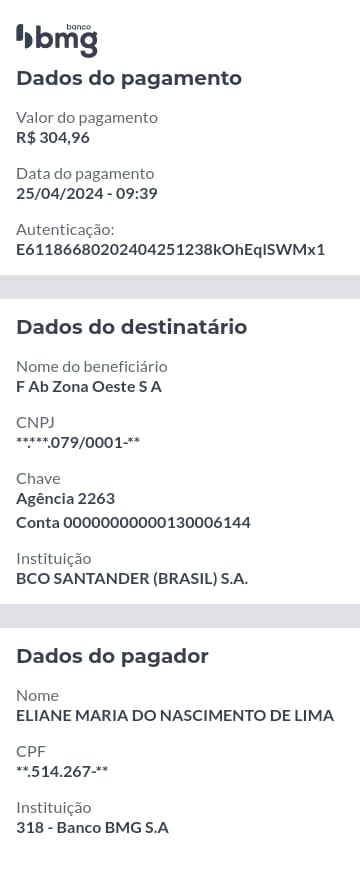 banco
bmg
Dados do pagamento
Valor do pagamento
R$ 304,96
Data do pagamento
25/04/2024 - 09:39
Autenticação:
E61186680202404251238kOhEqlSWMx1
Dados do destinatário
Nome do beneficiário
F Ab Zona Oeste S A
CNPJ
**.***.079/0001-**
Chave
Agência 2263
Conta 00000000000130006144
Instituição
BCO SANTANDER (BRASIL) S.A.
Dados do pagador
Nome
ELIANE MARIA DO NASCIMENTO DE LIMA
CPF
**.514.267-**
Instituição
318 - Banco BMG S.A